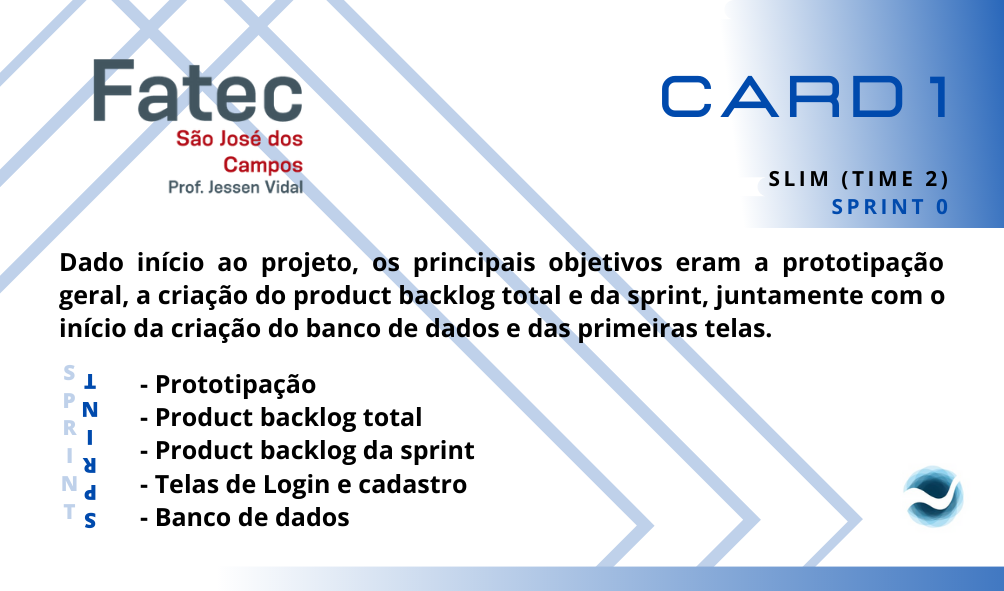 Fatec
São José dos
Campos
Prof. Jessen Vidal
CARD 1
SLIM (TIME 2)
SPRINT 0
Dado início ao projeto, os principais objetivos eram a prototipação
geral, a criação do product backlog total e da sprint, juntamente com o
início da criação do banco de dados e das primeiras telas.
SPRINT
SPRINT
- Prototipação
- Product backlog total
- Product backlog da sprint
- Telas de Login e cadastro
- Banco de dados